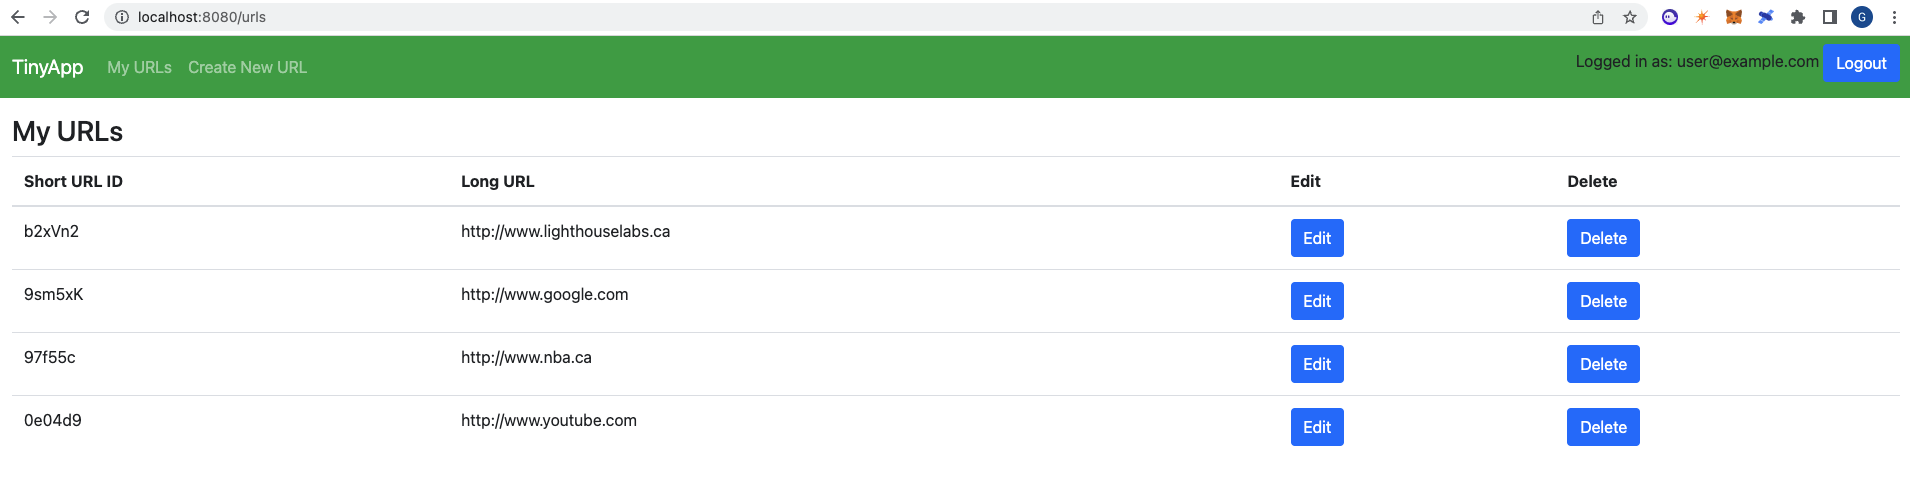 localhost:8080/urls
G
TinyApp My URLs Create New URL Logged in as: user@example.com Logout
My URLs
Short URL ID Long URL Edit Delete
b2xVn2 http://www.lighthouselabs.ca Edit Delete
9sm5xK http://www.google.com Edit Delete
97f55c http://www.nba.ca Edit Delete
0e04d9 http://www.youtube.com Edit Delete